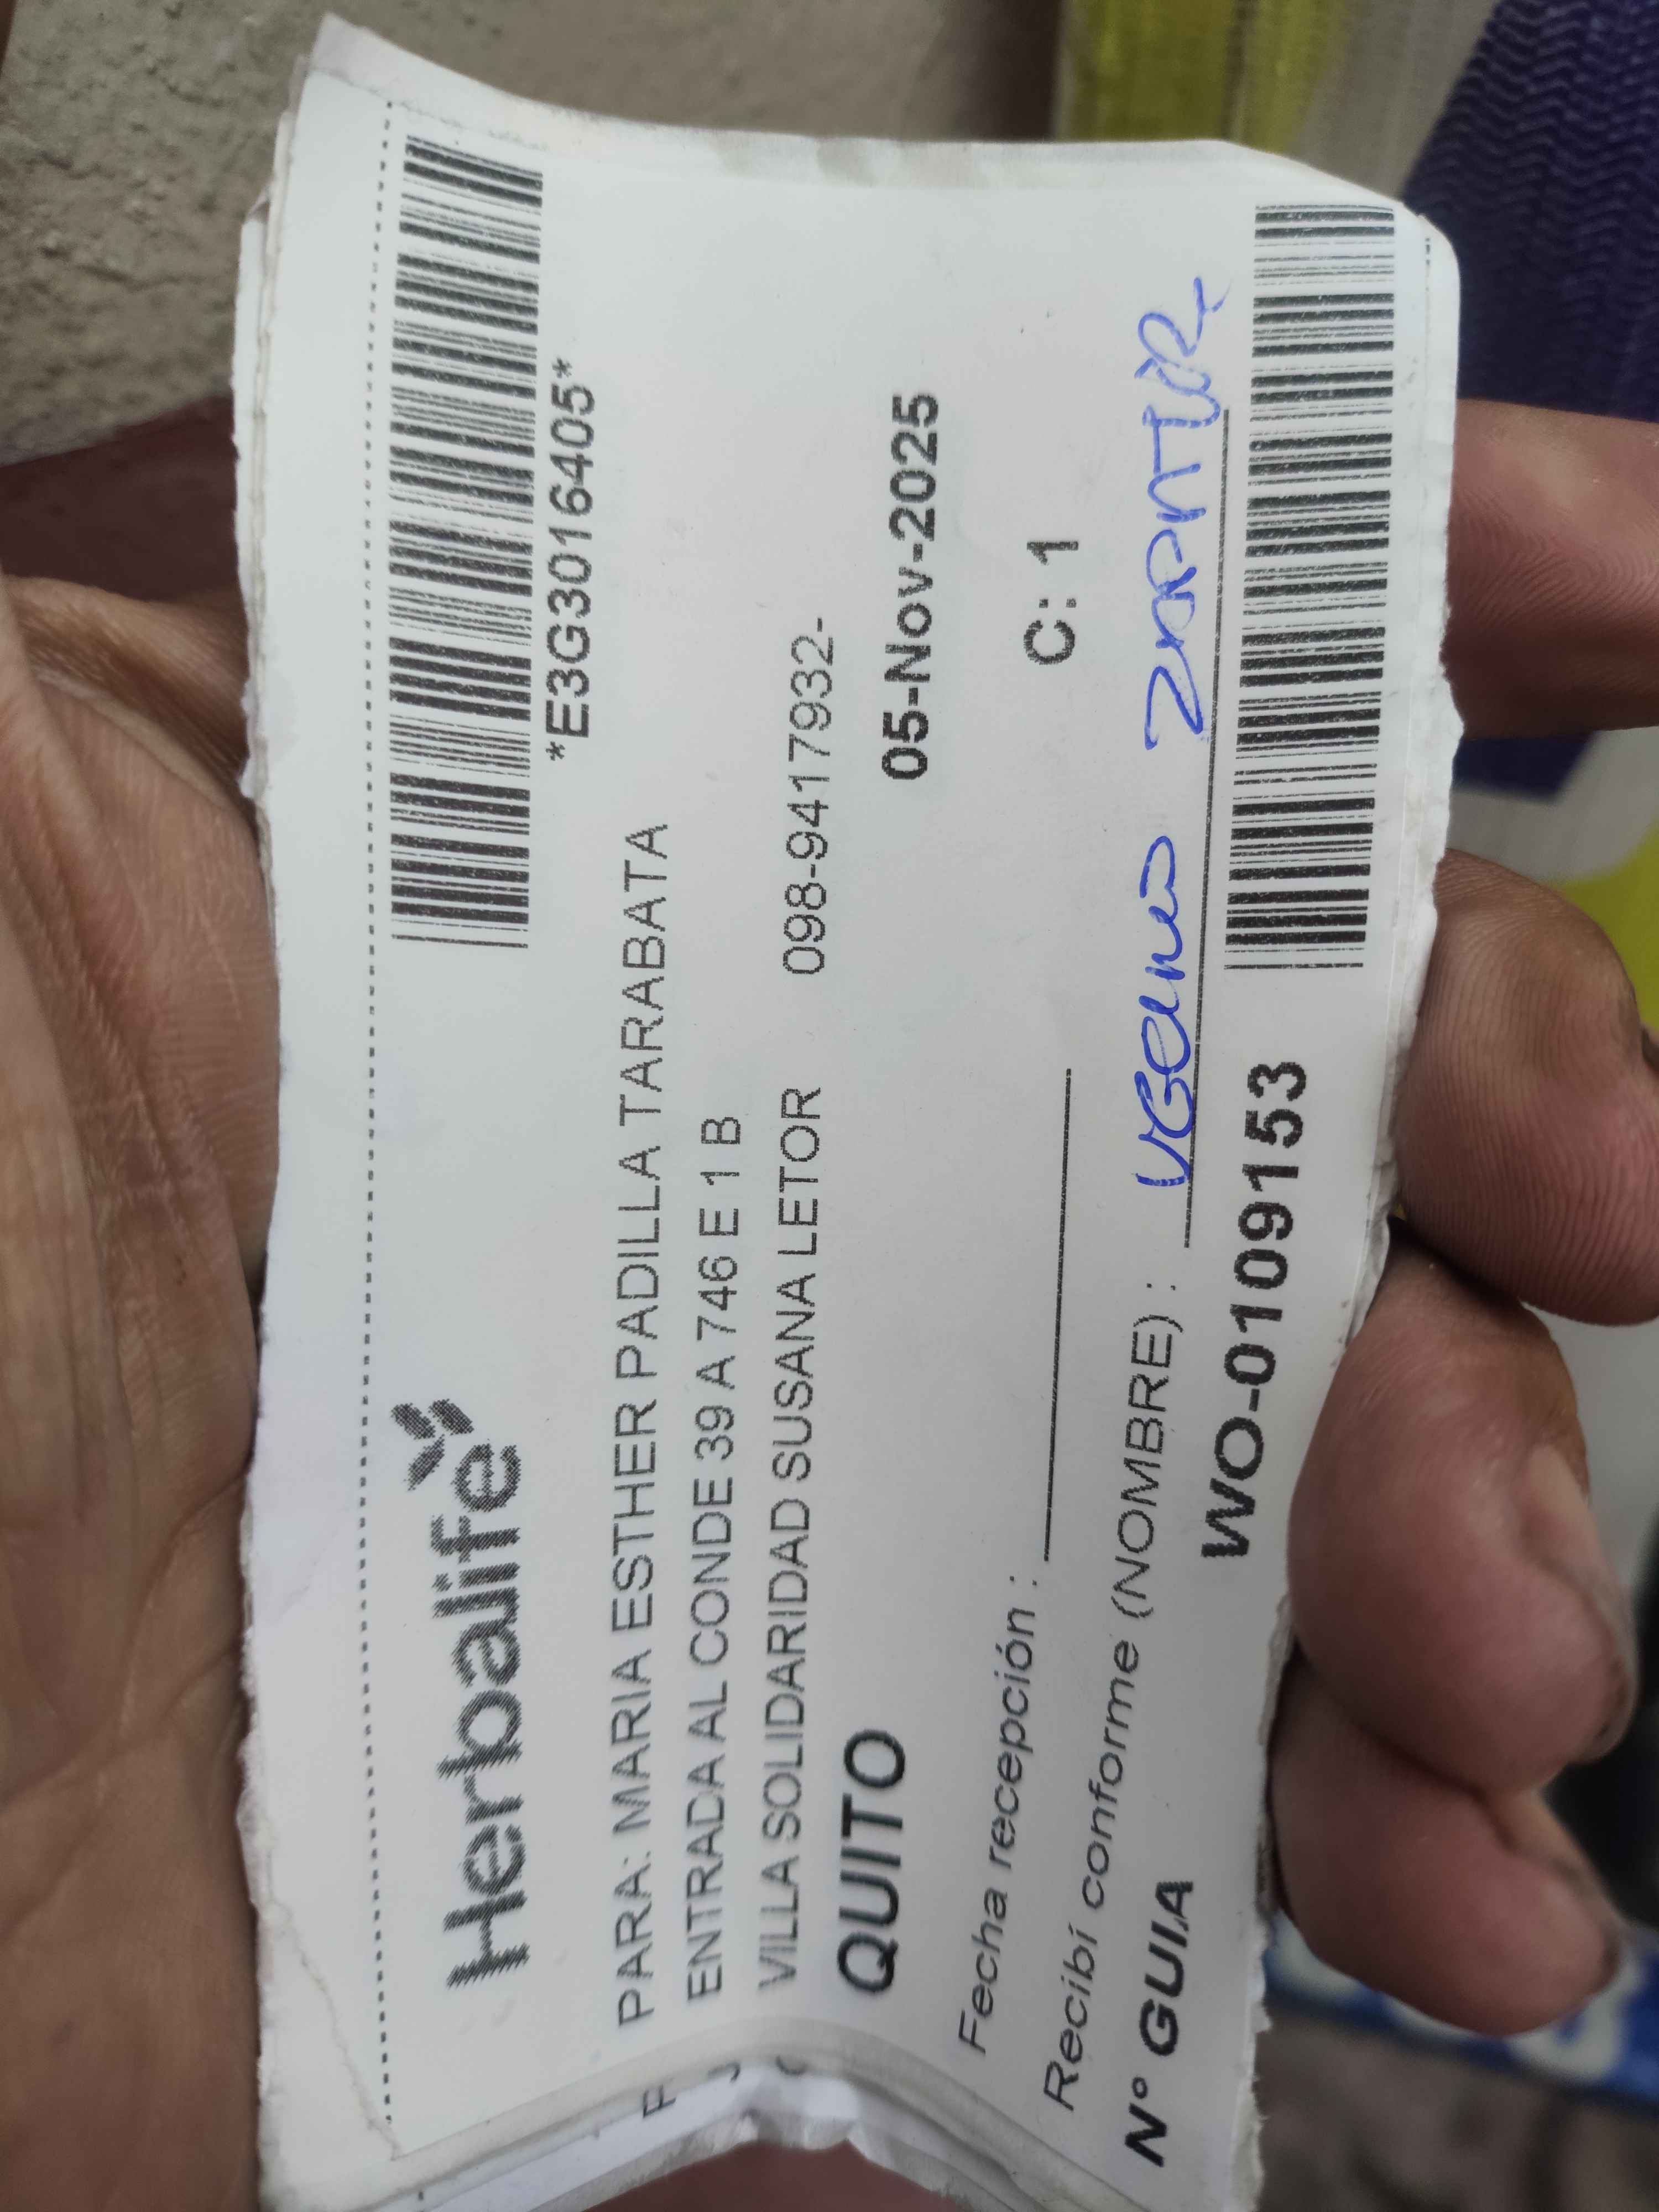 Herbalife
*E3G3016405*
PARA: MARIA ESTHER PADILLA TARABATA
ENTRADA AL CONDE 39 A 746 E 1 B
VILLA SOLIDARIDAD SUSANA LETOR 098-9417932-
QUITO 05-Nov-2025
Fecha recepción :
C: 1
Recibí conforme (NOMBRE) :
Nº GUIA WO-0109153